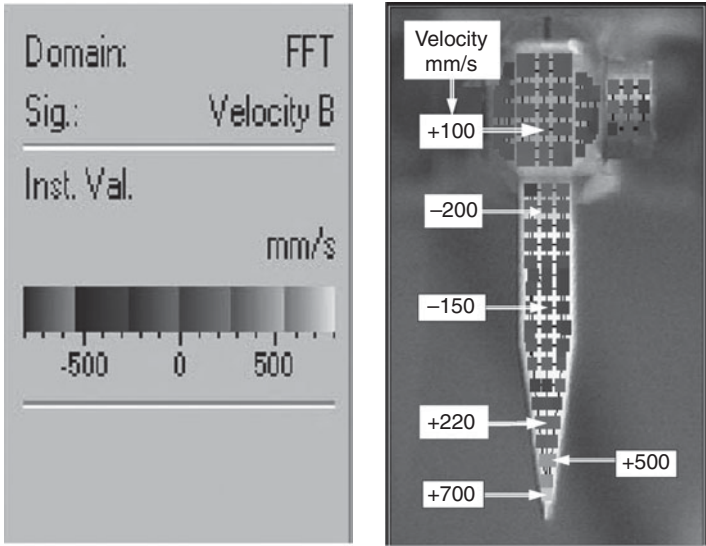 Domain: FFT
Sig.: Velocity B
Inst. Val.
mm/s
-500 0 500
Velocity
mm/s
+100
–200
–150
+220
+500
+700